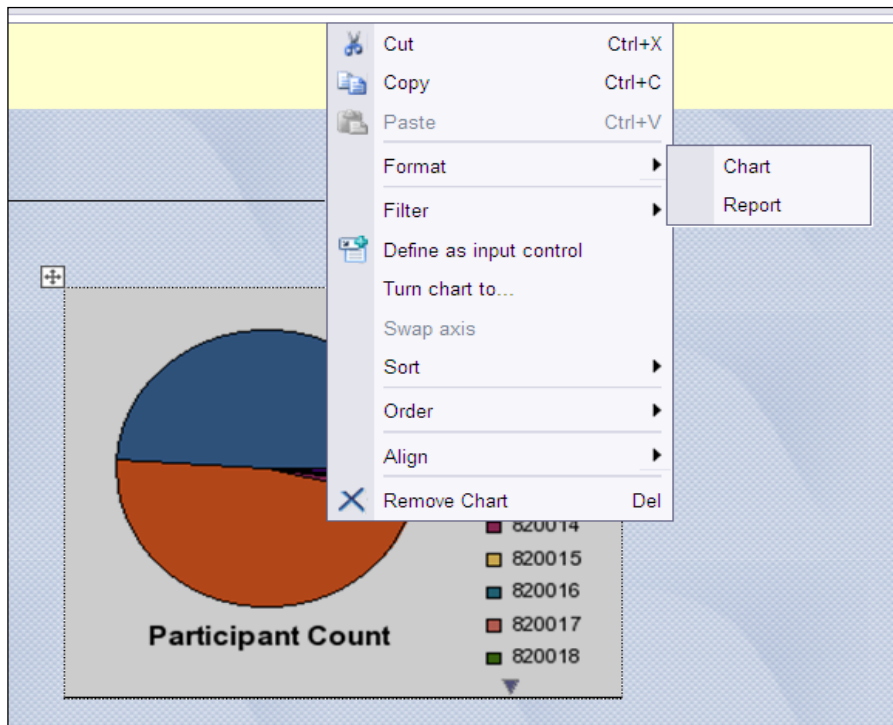 Cut Ctrl+X
Copy Ctrl+C
Paste Ctrl+V
Format
Chart
Report
Filter
Define as input control
Turn chart to...
Swap axis
Sort
Order
Align
Remove Chart Del
820014
820015
820016
820017
820018
Participant Count